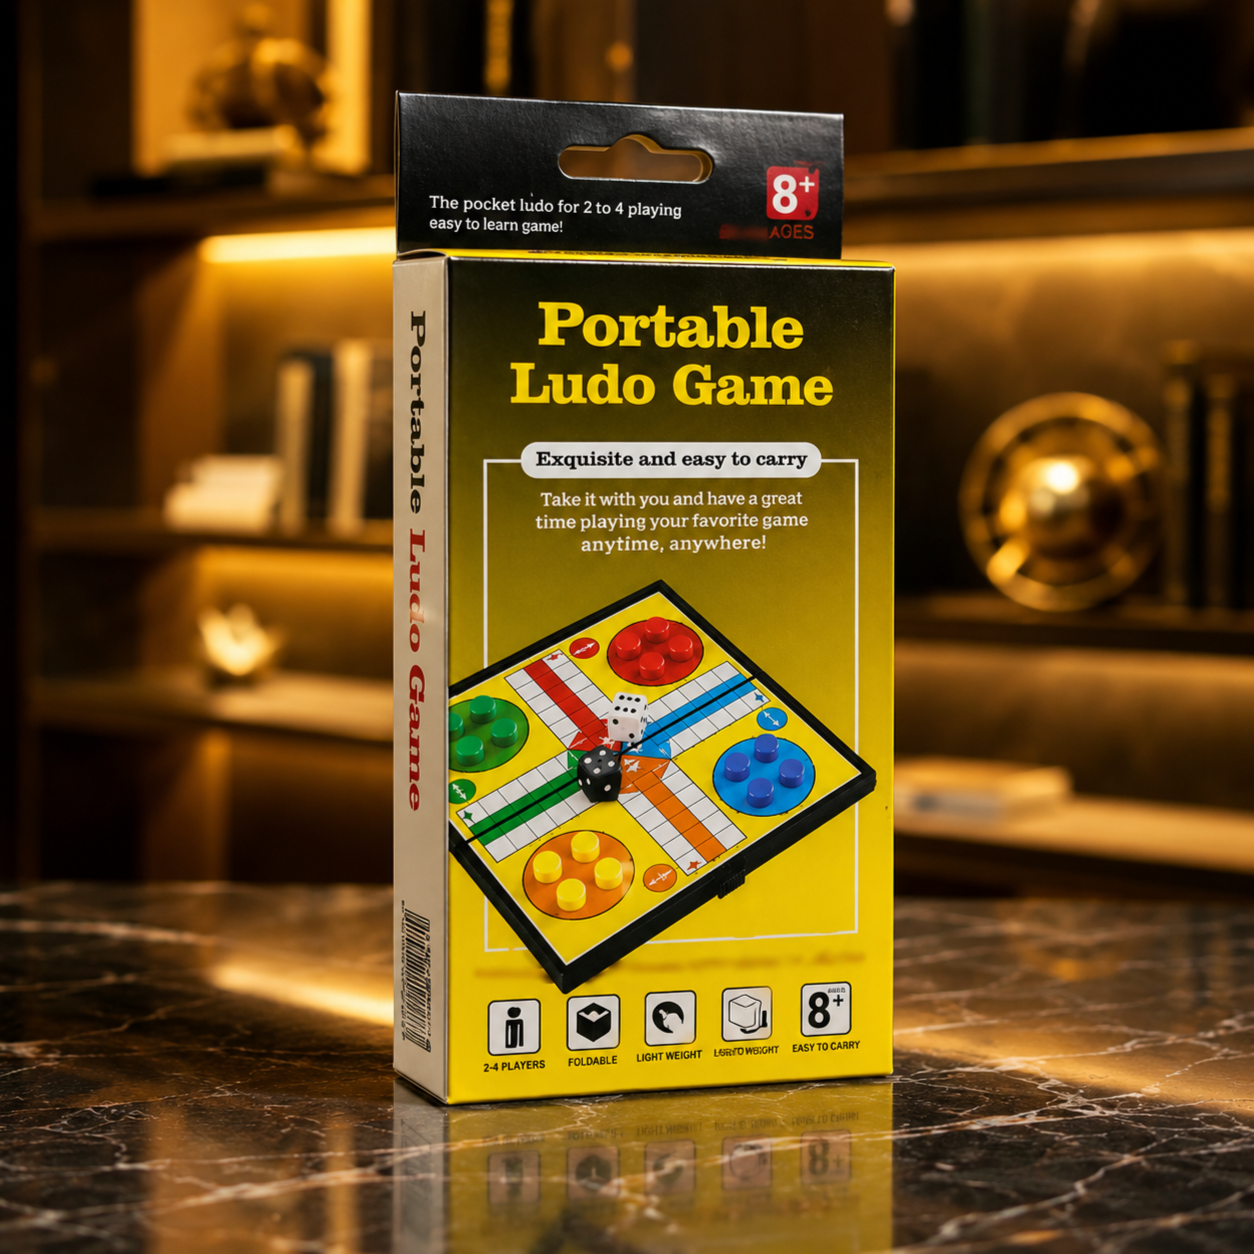 The pocket ludo for 2 to 4 playing
easy to learn game!
8+
AGES
Portable
Ludo Game
Exquisite and easy to carry
Take it with you and have a great
time playing your favorite game
anytime, anywhere!
Portable Ludo Game
8+
2-4 PLAYERS
FOLDABLE
LIGHT WEIGHT
EASY TO CARRY